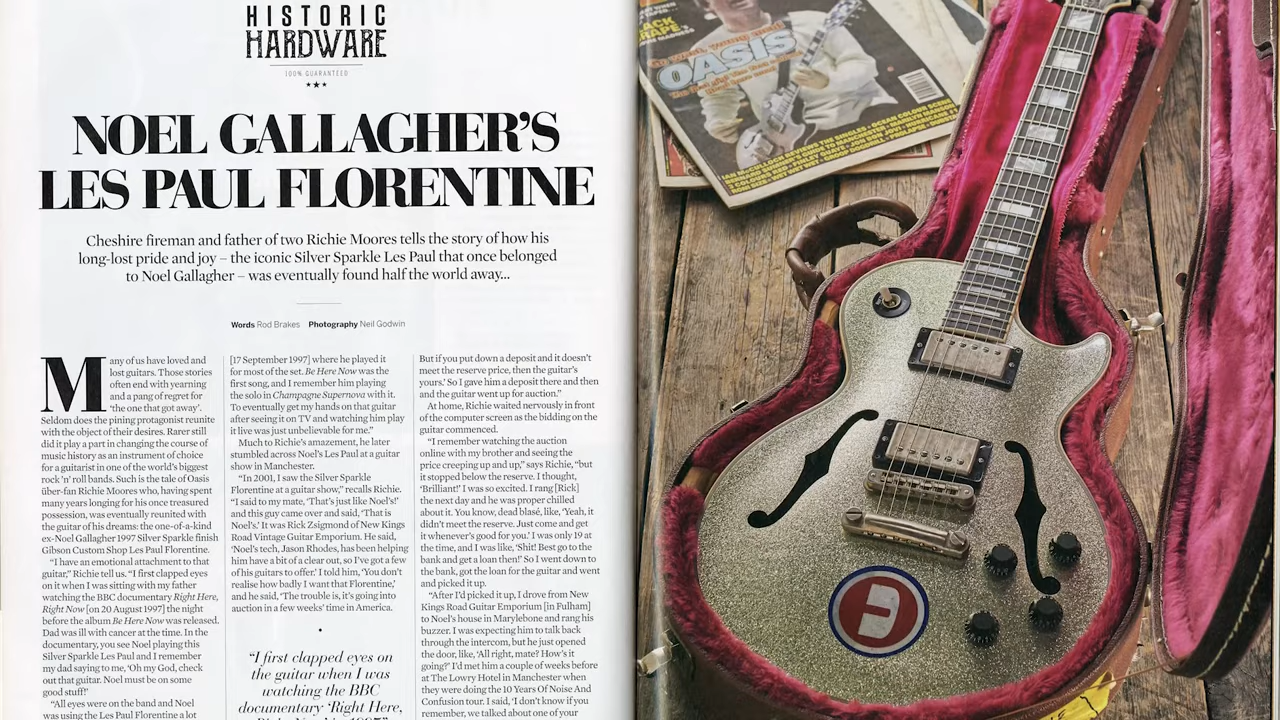 HISTORIC
HARDWARE
100% GUARANTEED
NOEL GALLAGHER'S
LES PAUL FLORENTINE
Cheshire fireman and father of two Richie Moores tells the story of how his
long-lost pride and joy – the iconic Silver Sparkle Les Paul that once belonged
to Noel Gallagher – was eventually found half the world away...
Words Rod Brakes Photography Neil Godwin
Many of us have loved and
lost guitars. Those stories
often end with yearning
and a pang of regret for
'the one that got away'.
Seldom does the pining protagonist reunite
with the object of their desires. Rarer still
did it play a part in changing the course of
music history as an instrument of choice
for a guitarist in one of the world's biggest
rock 'n' roll bands. Such is the tale of Oasis
über-fan Richie Moores who, having spent
many years longing for his once treasured
possession, was eventually reunited with
the guitar of his dreams: the one-of-a-kind
ex-Noel Gallagher 1997 Silver Sparkle finish
Gibson Custom Shop Les Paul Florentine.
"I have an emotional attachment to that
guitar," Richie tell us. "I first clapped eyes
on it when I was sitting with my father
watching the BBC documentary Right Here,
Right Now [on 20 August 1997] the night
before the album Be Here Now was released.
Dad was ill with cancer at the time. In the
documentary, you see Noel playing this
Silver Sparkle Les Paul and I remember
my dad saying to me, 'Oh my God, check
out that guitar. Noel must be on some
good stuff!'
"All eyes were on the band and Noel
was using the Les Paul Florentine a lot
[17 September 1997] where he played it
for most of the set. Be Here Now was the
first song, and I remember him playing
the solo in Champagne Supernova with it.
To eventually get my hands on that guitar
after seeing it on TV and watching him play
it live was just unbelievable for me."
Much to Richie's amazement, he later
stumbled across Noel's Les Paul at a guitar
show in Manchester.
"In 2001, I saw the Silver Sparkle
Florentine at a guitar show," recalls Richie.
"I said to my mate, 'That's just like Noel's!'
and this guy came over and said, 'That is
Noel's.' It was Rick Zsigmond of New Kings
Road Vintage Guitar Emporium. He said,
'Noel's tech, Jason Rhodes, has been helping
him have a bit of a clear out, so I've got a few
of his guitars to offer.' I told him, 'You don't
realise how badly I want that Florentine,'
and he said, 'The trouble is, it's going into
auction in a few weeks' time in America.
"I first clapped eyes on
the guitar when I was
watching the BBC
documentary 'Right Here,
But if you put down a deposit and it doesn't
meet the reserve price, then the guitar's
yours.' So I gave him a deposit there and then
and the guitar went up for auction."
At home, Richie waited nervously in front
of the computer screen as the bidding on the
guitar commenced.
"I remember watching the auction
online with my brother and seeing the
price creeping up and up," says Richie, "but
it stopped below the reserve. I thought,
'Brilliant!' I was so excited. I rang [Rick]
the next day and he was proper chilled
about it. You know, dead blasé, like, 'Yeah, it
didn't meet the reserve. Just come and get
it whenever's good for you.' I was only 19 at
the time, and I was like, 'Shit! Best go to the
bank and get a loan then!' So I went down to
the bank, got the loan for the guitar and went
and picked it up.
"After I'd picked it up, I drove from New
Kings Road Guitar Emporium [in Fulham]
to Noel's house in Marylebone and rang his
buzzer. I was expecting him to talk back
through the intercom, but he just opened
the door, like, 'All right, mate? How's it
going?' I'd met him a couple of weeks before
at The Lowry Hotel in Manchester when
they were doing the 10 Years Of Noise And
Confusion tour. I said, 'I don't know if you
remember, we talked about one of your
OASIS